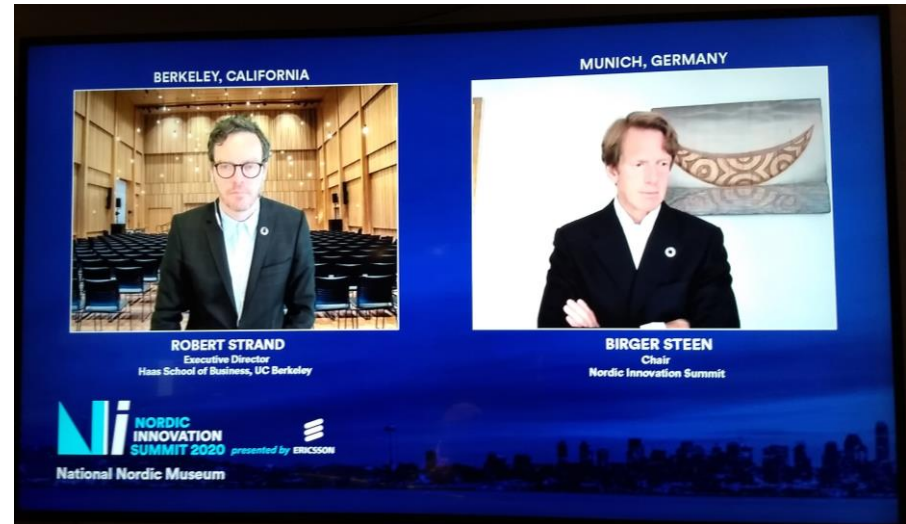 BERKELEY, CALIFORNIA
MUNICH, GERMANY
ROBERT STRAND
Executive Director
Haas School of Business, UC Berkeley
BIRGER STEEN
Chair
Nordic Innovation Summit
Ni
NORDIC
INNOVATION
SUMMIT 2020 presented by ERICSSON
National Nordic Museum